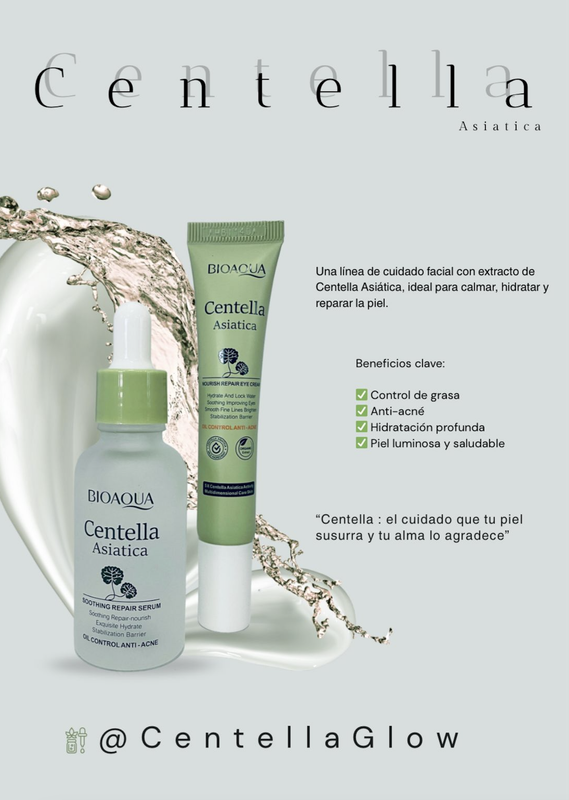 Centella
Asiatica
BIOAQUA
Centella
Asiatica
NOURISH REPAIR EYE CREAM
Hydrate And Lock Water
Soothing Improving Eyes
Smooth Fine Lines Brighten
Stabilization Barrier
OIL CONTROL ANTI-ACNE
Una línea de cuidado facial con extracto de
Centella Asiática, ideal para calmar, hidratar y
reparar la piel.
Beneficios clave:
✅ Control de grasa
✅ Anti-acné
✅ Hidratación profunda
✅ Piel luminosa y saludable
BIOAQUA
Centella
Asiatica
SOOTHING REPAIR SERUM
Soothing Repair-nourish
Exquisite Hydrate
Stabilization Barrier
OIL CONTROL ANTI-ACNE
“Centella : el cuidado que tu piel
susurra y tu alma lo agradece”
@CentellaGlow